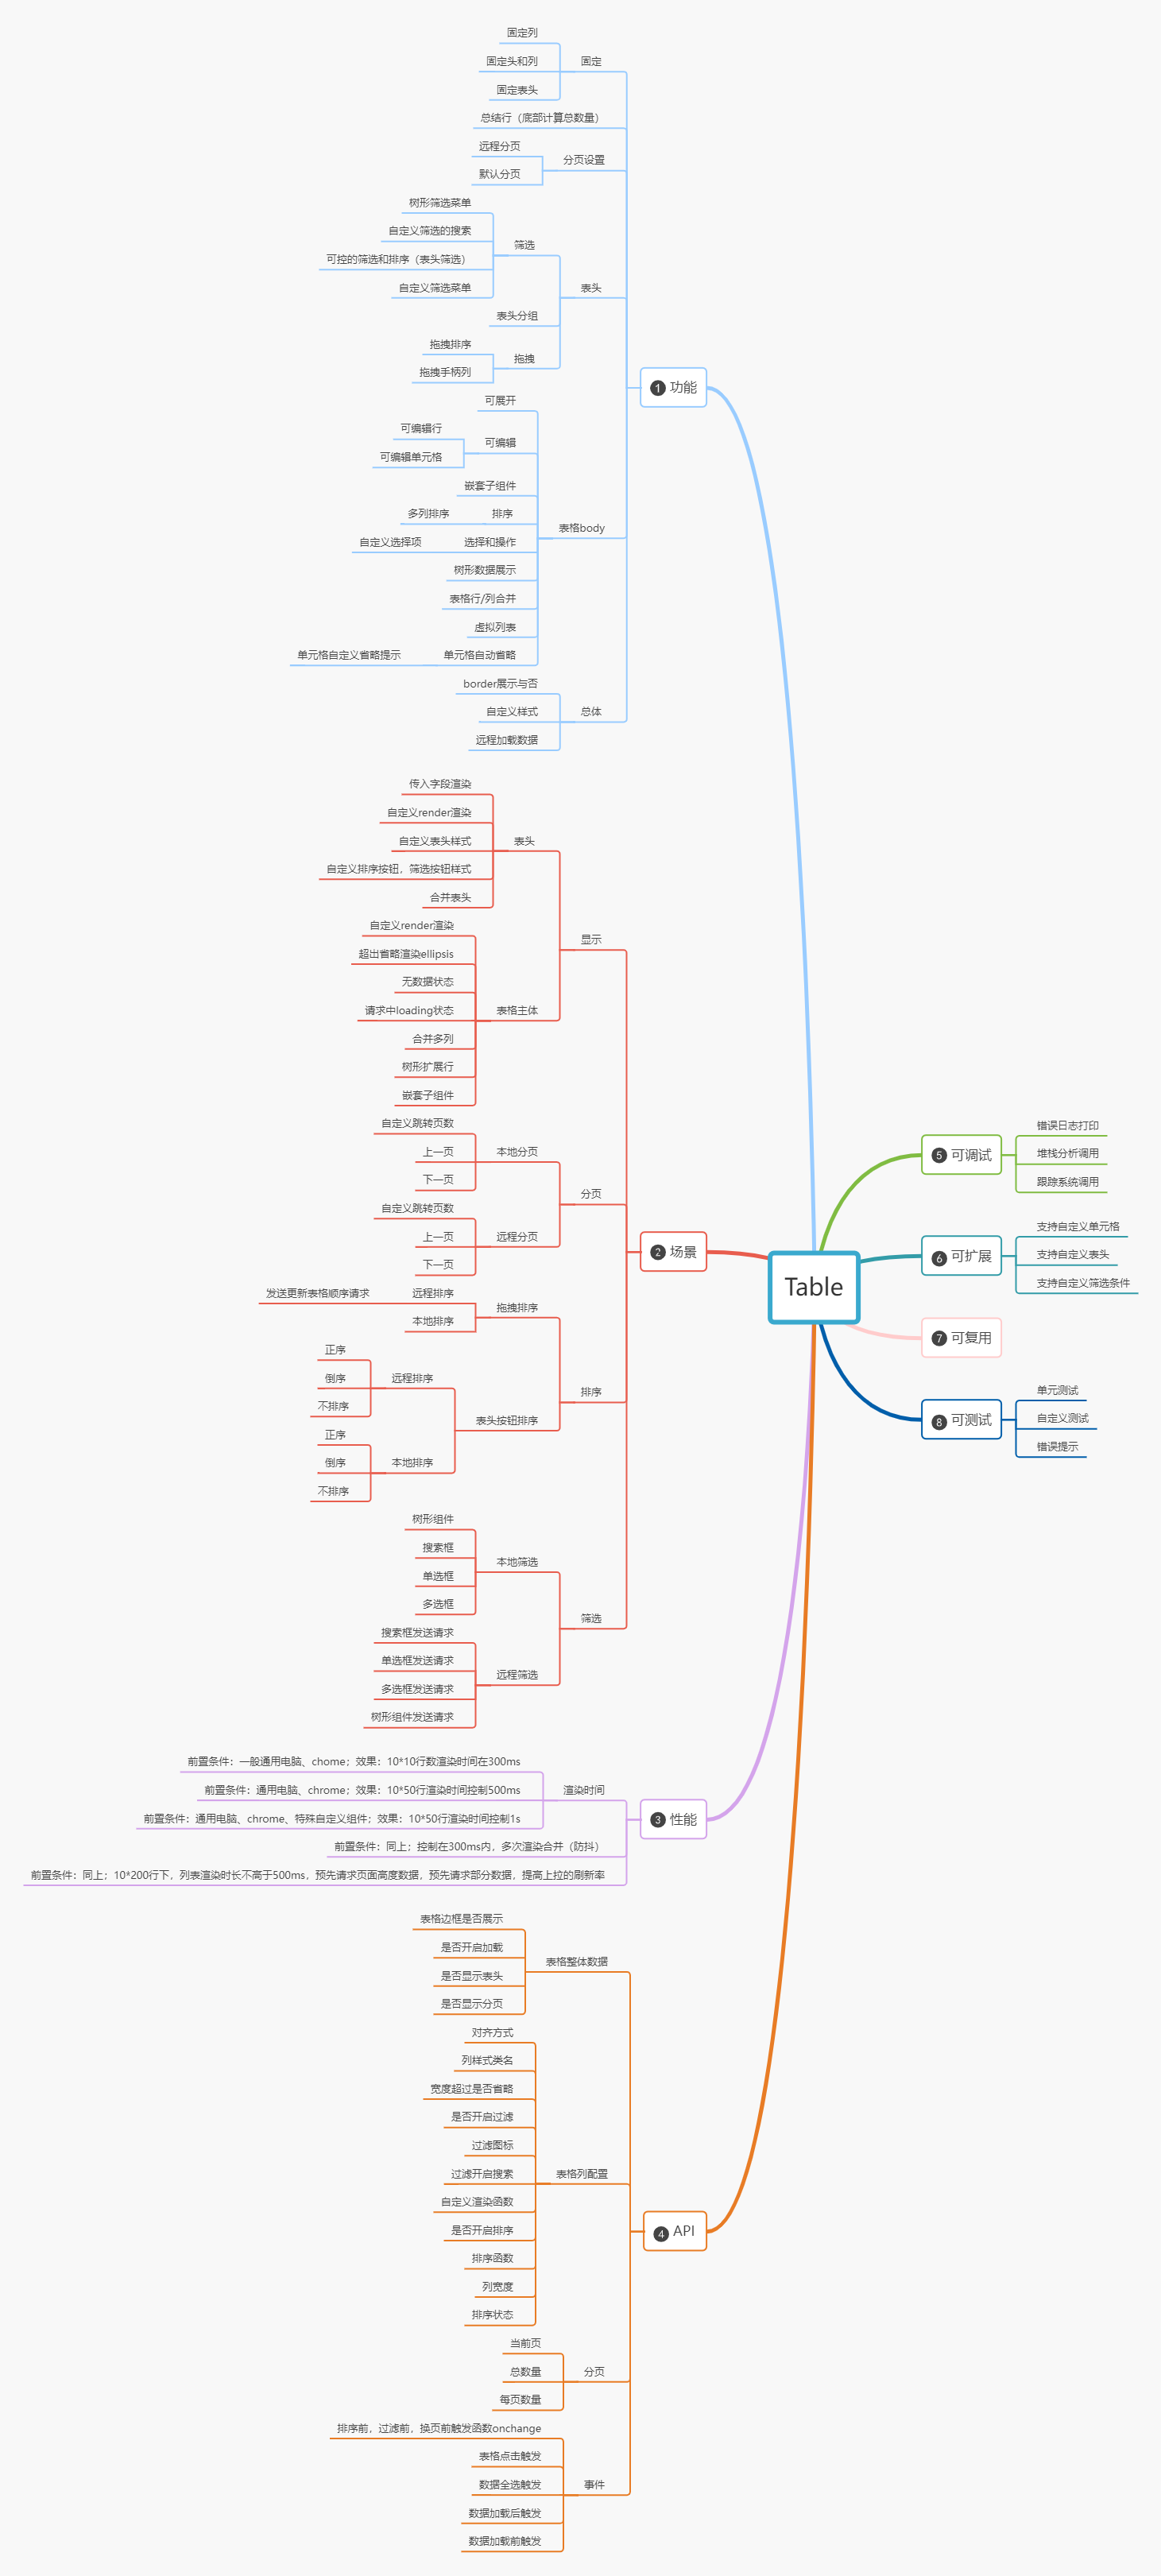 固定列
固定头和列
固定
固定表头
总结行（底部计算总数量）
远程分页
分页设置
默认分页
树形筛选菜单
自定义筛选的搜索
筛选
可控的筛选和排序（表头筛选）
自定义筛选菜单
表头
表头分组
拖拽排序
拖拽
拖拽手柄列
1 功能
可展开
可编辑行
可编辑
可编辑单元格
嵌套子组件
多列排序
排序
表格body
自定义选择项
选择和操作
树形数据展示
表格行/列合并
虚拟列表
单元格自定义省略提示
单元格自动省略
border展示与否
自定义样式
总体
远程加载数据
传入字段渲染
自定义render渲染
自定义表头样式
表头
自定义排序按钮，筛选按钮样式
合并表头
显示
自定义render渲染
超出省略渲染ellipsis
无数据状态
请求中loading状态
表格主体
合并多列
树形扩展行
嵌套子组件
自定义跳转页数
上一页
本地分页
下一页
分页
自定义跳转页数
上一页
远程分页
下一页
2 场景
发送更新表格顺序请求
远程排序
拖拽排序
本地排序
正序
倒序
远程排序
不排序
排序
表头按钮排序
正序
倒序
本地排序
不排序
树形组件
搜索框
本地筛选
单选框
多选框
筛选
搜索框发送请求
单选框发送请求
远程筛选
多选框发送请求
树形组件发送请求
前置条件：一般通用电脑、chome；效果：10*10行数渲染时间在300ms
前置条件：通用电脑、chrome；效果：10*50行渲染时间控制500ms
渲染时间
前置条件：通用电脑、chrome、特殊自定义组件；效果：10*50行渲染时间控制1s
3 性能
前置条件：同上；控制在300ms内，多次渲染合并（防抖）
前置条件：同上；10*200行下，列表渲染时长不高于500ms，预先请求页面高度数据，预先请求部分数据，提高上拉的刷新率
表格边框是否展示
是否开启加载
表格整体数据
是否显示表头
是否显示分页
对齐方式
列样式类名
宽度超过是否省略
是否开启过滤
过滤图标
过滤开启搜索
表格列配置
自定义渲染函数
是否开启排序
排序函数
列宽度
排序状态
4 API
当前页
总数量
分页
每页数量
排序前，过滤前，换页前触发函数onchange
表格点击触发
数据全选触发
事件
数据加载后触发
数据加载前触发
Table
5 可调试
错误日志打印
堆栈分析调用
跟踪系统调用
6 可扩展
支持自定义单元格
支持自定义表头
支持自定义筛选条件
7 可复用
8 可测试
单元测试
自定义测试
错误提示